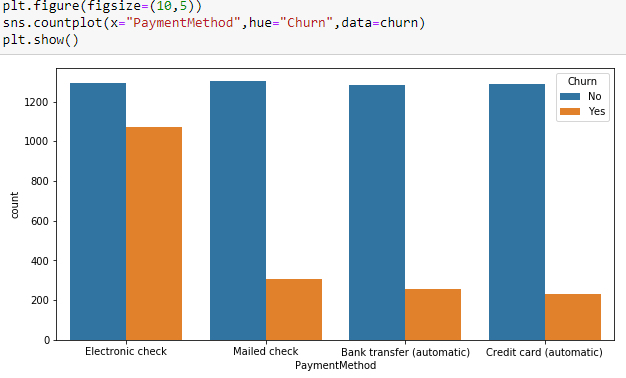 plt.figure(figsize=(10,5))
sns.countplot(x="PaymentMethod",hue="Churn",data=churn)
plt.show()
Churn
No
Yes
1200
1000
800
600
400
200
0
count
Electronic check Mailed check Bank transfer (automatic) Credit card (automatic)
PaymentMethod